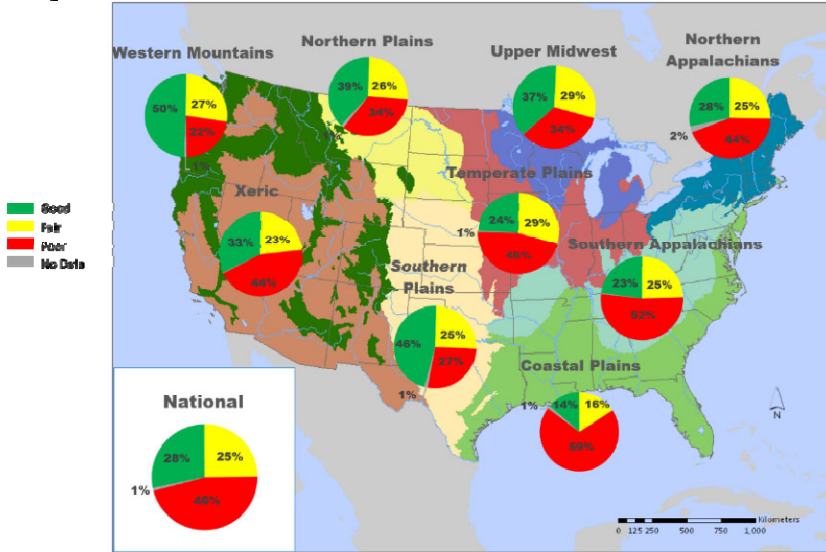 Western Mountains
50%
27%
22%
1%
Northern Plains
39%
26%
34%
1%
Upper Midwest
37%
29%
34%
Northern
Appalachians
28%
25%
2%
44%
Xeric
33%
23%
44%
Temperate Plains
24%
29%
1%
Southern Appalachians
23%
25%
52%
Southern
Plains
46%
25%
27%
1%
Coastal Plains
1%
14%
16%
69%
Good
Fair
Poor
No Data
National
28%
25%
1%
46%
N
Kilometers
0 125 250 500 750 1,000